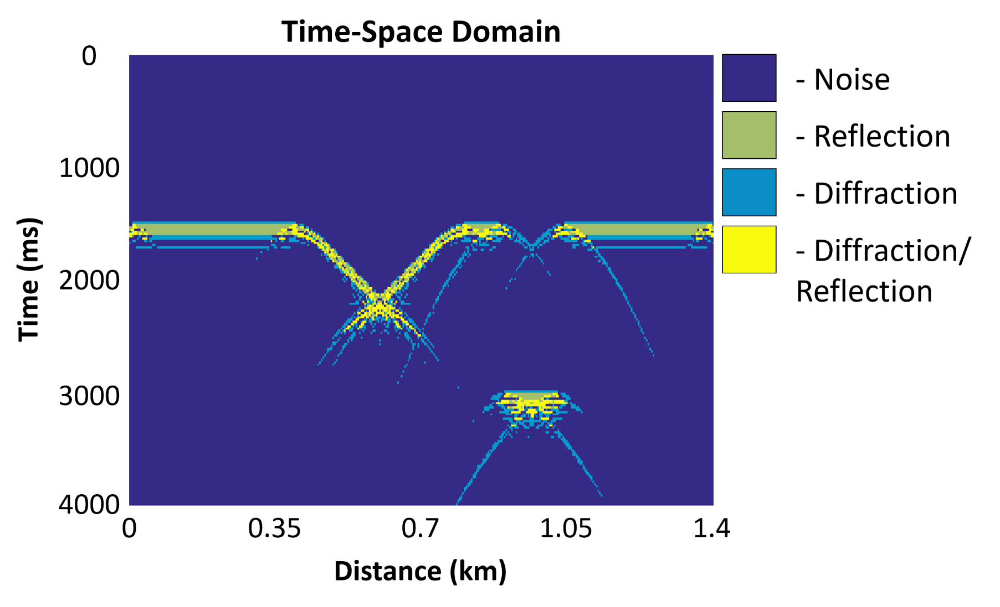 Time-Space Domain
0
1000
2000
3000
4000
Time (ms)
0
0.35
0.7
1.05
1.4
Distance (km)
- Noise
- Reflection
- Diffraction
- Diffraction/
Reflection